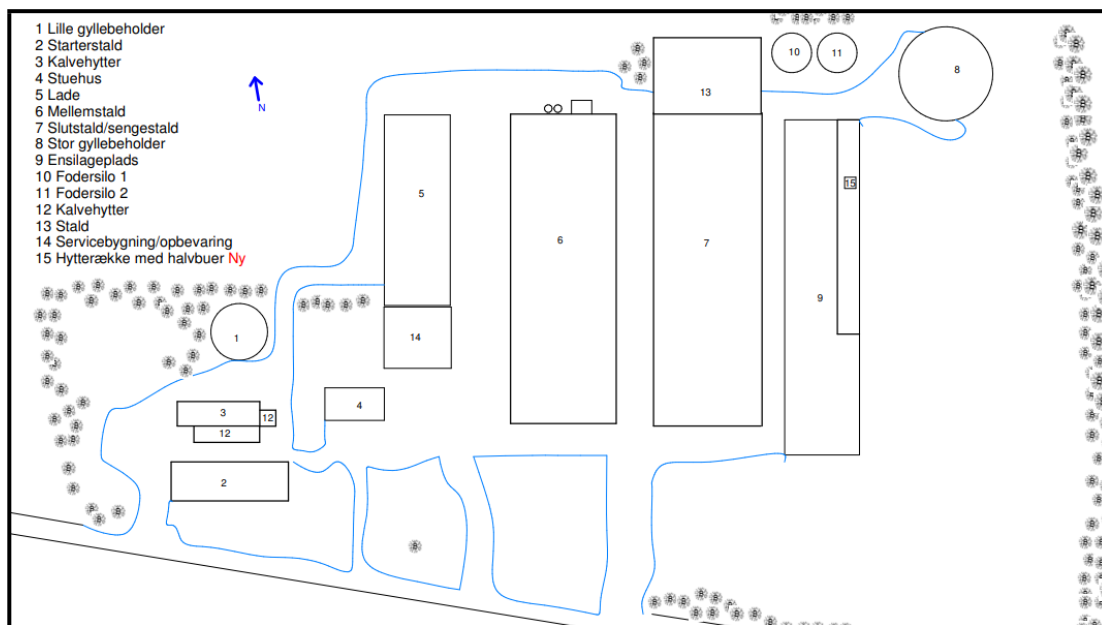 1 Lille gyllebeholder
2 Starterstald
3 Kalvehytter
4 Stuehus
5 Lade
6 Mellemstald
7 Slutstald/sengestald
8 Stor gyllebeholder
9 Ensilageplads
10 Fodersilo 1
11 Fodersilo 2
12 Kalvehytter
13 Stald
14 Servicebygning/opbevaring
15 Hytterække med halvbuer Ny
N
10
11
8
13
15
5
6
7
9
1
14
4
3
12
12
2